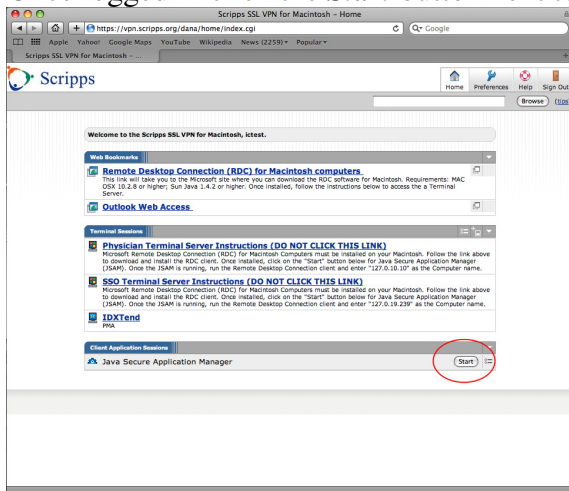 Scripps SSL VPN for Macintosh – Home
https://vpn.scripps.org/dana/home/index.cgi
Google
Apple Yahoo! Google Maps YouTube Wikipedia News (2259) Popular
Scripps SSL VPN for Macintosh – ...
Scripps
Home Preferences Help Sign Out
Browse (tips
Welcome to the Scripps SSL VPN for Macintosh, ictest.
Web Bookmarks
Remote Desktop Connection (RDC) for Macintosh computers
This link will take you to the Microsoft site where you can download the RDC software for Macintosh. Requirements: MAC
OSX 10.2.8 or higher; Sun Java 1.4.2 or higher. Once installed, follow the instructions below to access the a Terminal
Server.
Outlook Web Access
Terminal Sessions
Physician Terminal Server Instructions (DO NOT CLICK THIS LINK)
Microsoft Remote Desktop Connection (RDC) for Macintosh Computers must be installed on your Macintosh. Follow the link above
to download and install the RDC client. Once installed, click on the "Start" button below for Java Secure Application Manager
(JSAM). Once the JSAM is running, run the Remote Desktop Connection client and enter "127.0.10.10" as the Computer name.
SSO Terminal Server Instructions (DO NOT CLICK THIS LINK)
Microsoft Remote Desktop Connection (RDC) for Macintosh Computers must be installed on your Macintosh. Follow the link above
to download and install the RDC client. Once installed, click on the "Start" button below for Java Secure Application Manager
(JSAM). Once the JSAM is running, run the Remote Desktop Connection client and enter "127.0.19.239" as the Computer name.
IDXTend
PMA
Client Application Sessions
Java Secure Application Manager Start